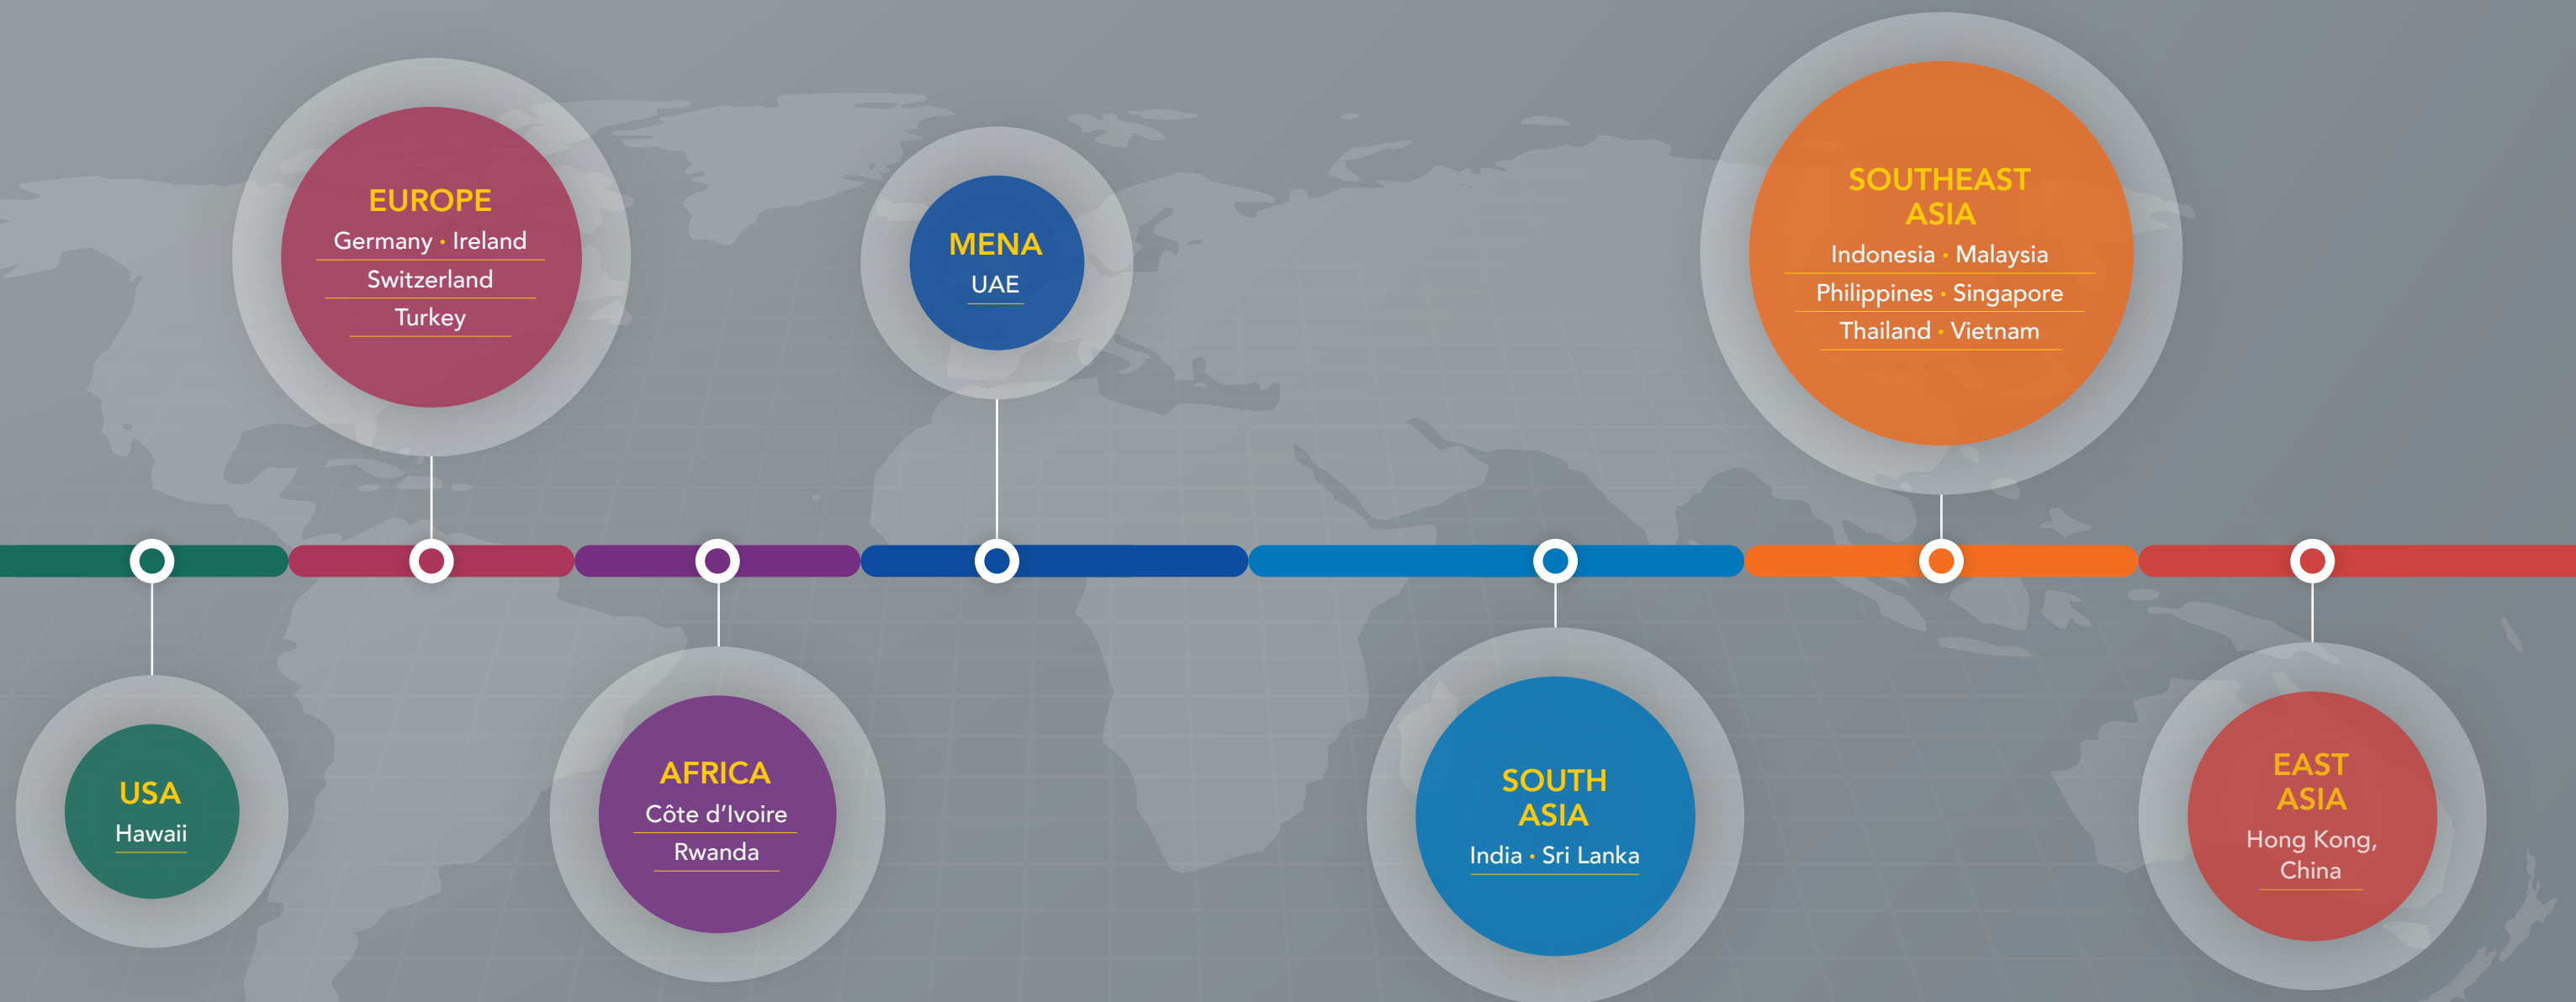 EUROPE
Germany · Ireland
Switzerland
Turkey
MENA
UAE
SOUTHEAST
ASIA
Indonesia · Malaysia
Philippines · Singapore
Thailand · Vietnam
USA
Hawaii
AFRICA
Côte d’Ivoire
Rwanda
SOUTH
ASIA
India · Sri Lanka
EAST
ASIA
Hong Kong,
China